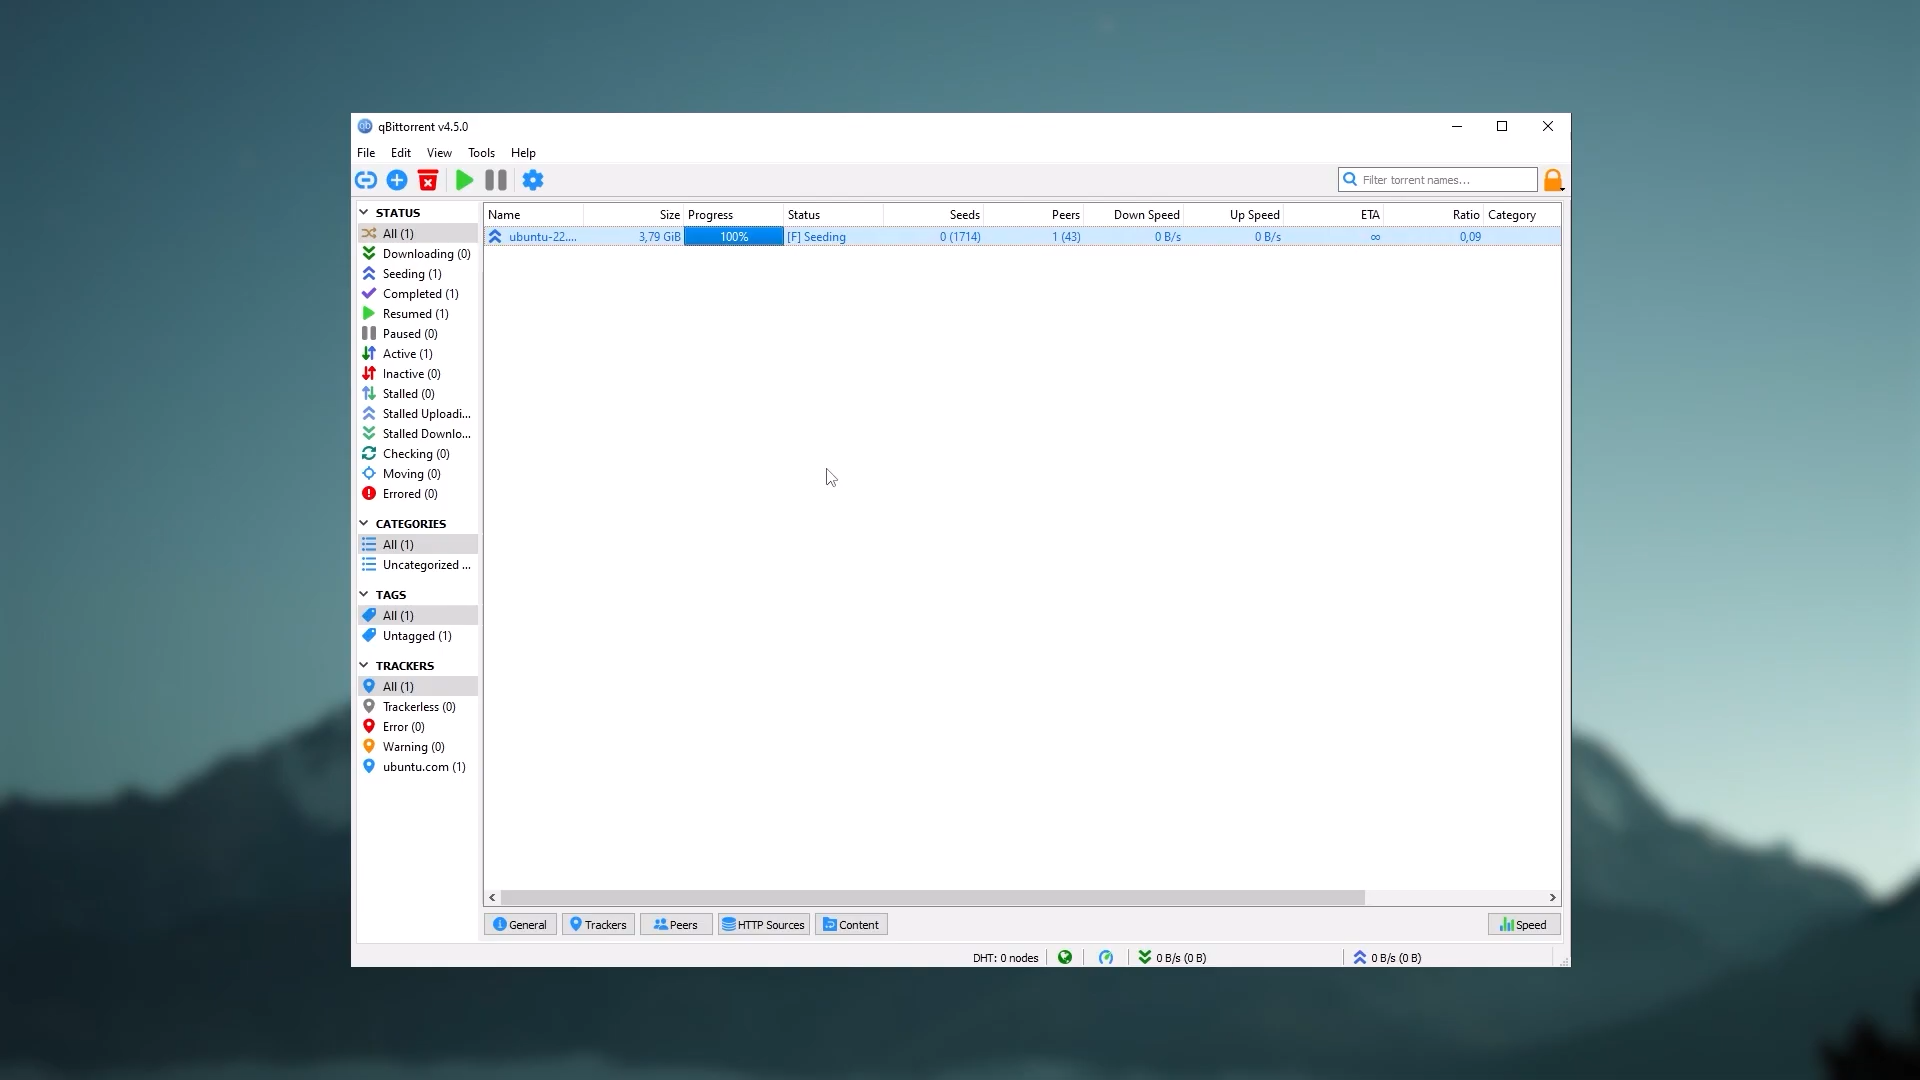 qBittorrent v4.5.0
File Edit View Tools Help
Filter torrent names...
STATUS
All (1)
Downloading (0)
Seeding (1)
Completed (1)
Resumed (1)
Paused (0)
Active (1)
Inactive (0)
Stalled (0)
Stalled Uploadi...
Stalled Downlo...
Checking (0)
Moving (0)
Errored (0)
CATEGORIES
All (1)
Uncategorized ...
TAGS
All (1)
Untagged (1)
TRACKERS
All (1)
Trackerless (0)
Error (0)
Warning (0)
ubuntu.com (1)
Name Size Progress Status Seeds Peers Down Speed Up Speed ETA Ratio Category
ubuntu-22.... 3,79 GiB 100% [F] Seeding 0 (1714) 1 (43) 0 B/s 0 B/s ∞ 0,09
General Trackers Peers HTTP Sources Content Speed
DHT: 0 nodes 0 B/s (0 B) 0 B/s (0 B)